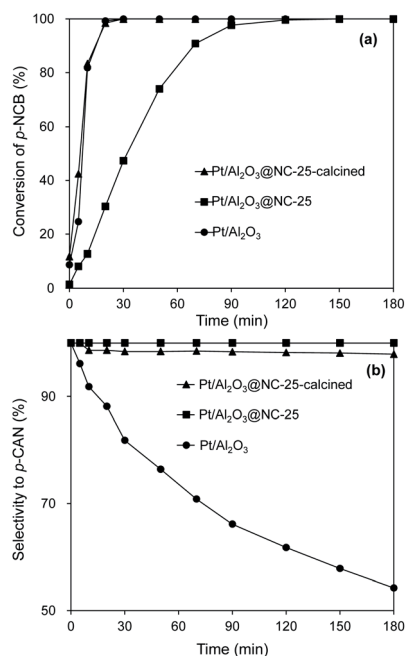 (a)
Conversion of p-NCB (%)
100
80
60
40
20
0
Pt/Al₂O₃@NC-25-calcined
Pt/Al₂O₃@NC-25
Pt/Al₂O₃
0 30 60 90 120 150 180
Time (min)
(b)
Selectivity to p-CAN (%)
90
70
50
Pt/Al₂O₃@NC-25-calcined
Pt/Al₂O₃@NC-25
Pt/Al₂O₃
0 30 60 90 120 150 180
Time (min)